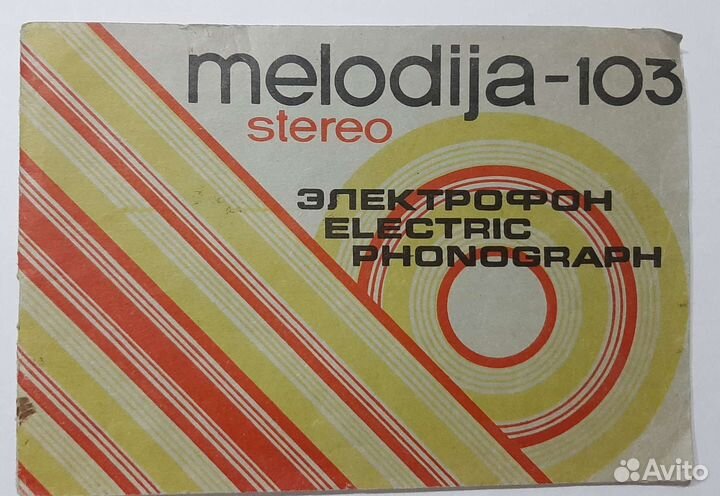 melodija-103
stereo
ЭЛЕКТРОФОН
ELECTRIC
PHONOGRAPH
Avito